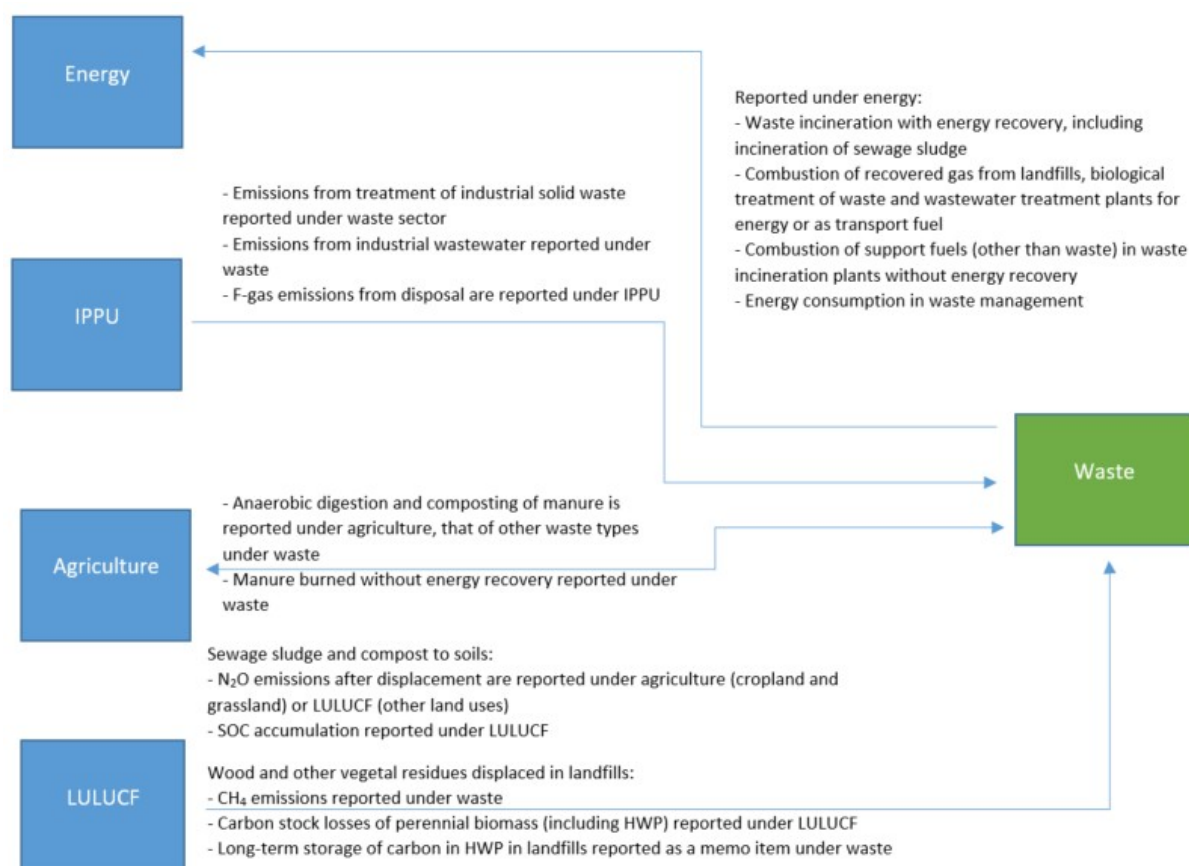 Energy
Reported under energy:
- Waste incineration with energy recovery, including
incineration of sewage sludge
- Combustion of recovered gas from landfills, biological
treatment of waste and wastewater treatment plants for
energy or as transport fuel
- Combustion of support fuels (other than waste) in waste
incineration plants without energy recovery
- Energy consumption in waste management
- Emissions from treatment of industrial solid waste
reported under waste sector
- Emissions from industrial wastewater reported under
waste
- F-gas emissions from disposal are reported under IPPU
IPPU
Waste
- Anaerobic digestion and composting of manure is
reported under agriculture, that of other waste types
under waste
- Manure burned without energy recovery reported under
waste
Agriculture
Sewage sludge and compost to soils:
- N₂O emissions after displacement are reported under agriculture (cropland and
grassland) or LULUCF (other land uses)
- SOC accumulation reported under LULUCF
LULUCF
Wood and other vegetal residues displaced in landfills:
- CH₄ emissions reported under waste
- Carbon stock losses of perennial biomass (including HWP) reported under LULUCF
- Long-term storage of carbon in HWP in landfills reported as a memo item under waste